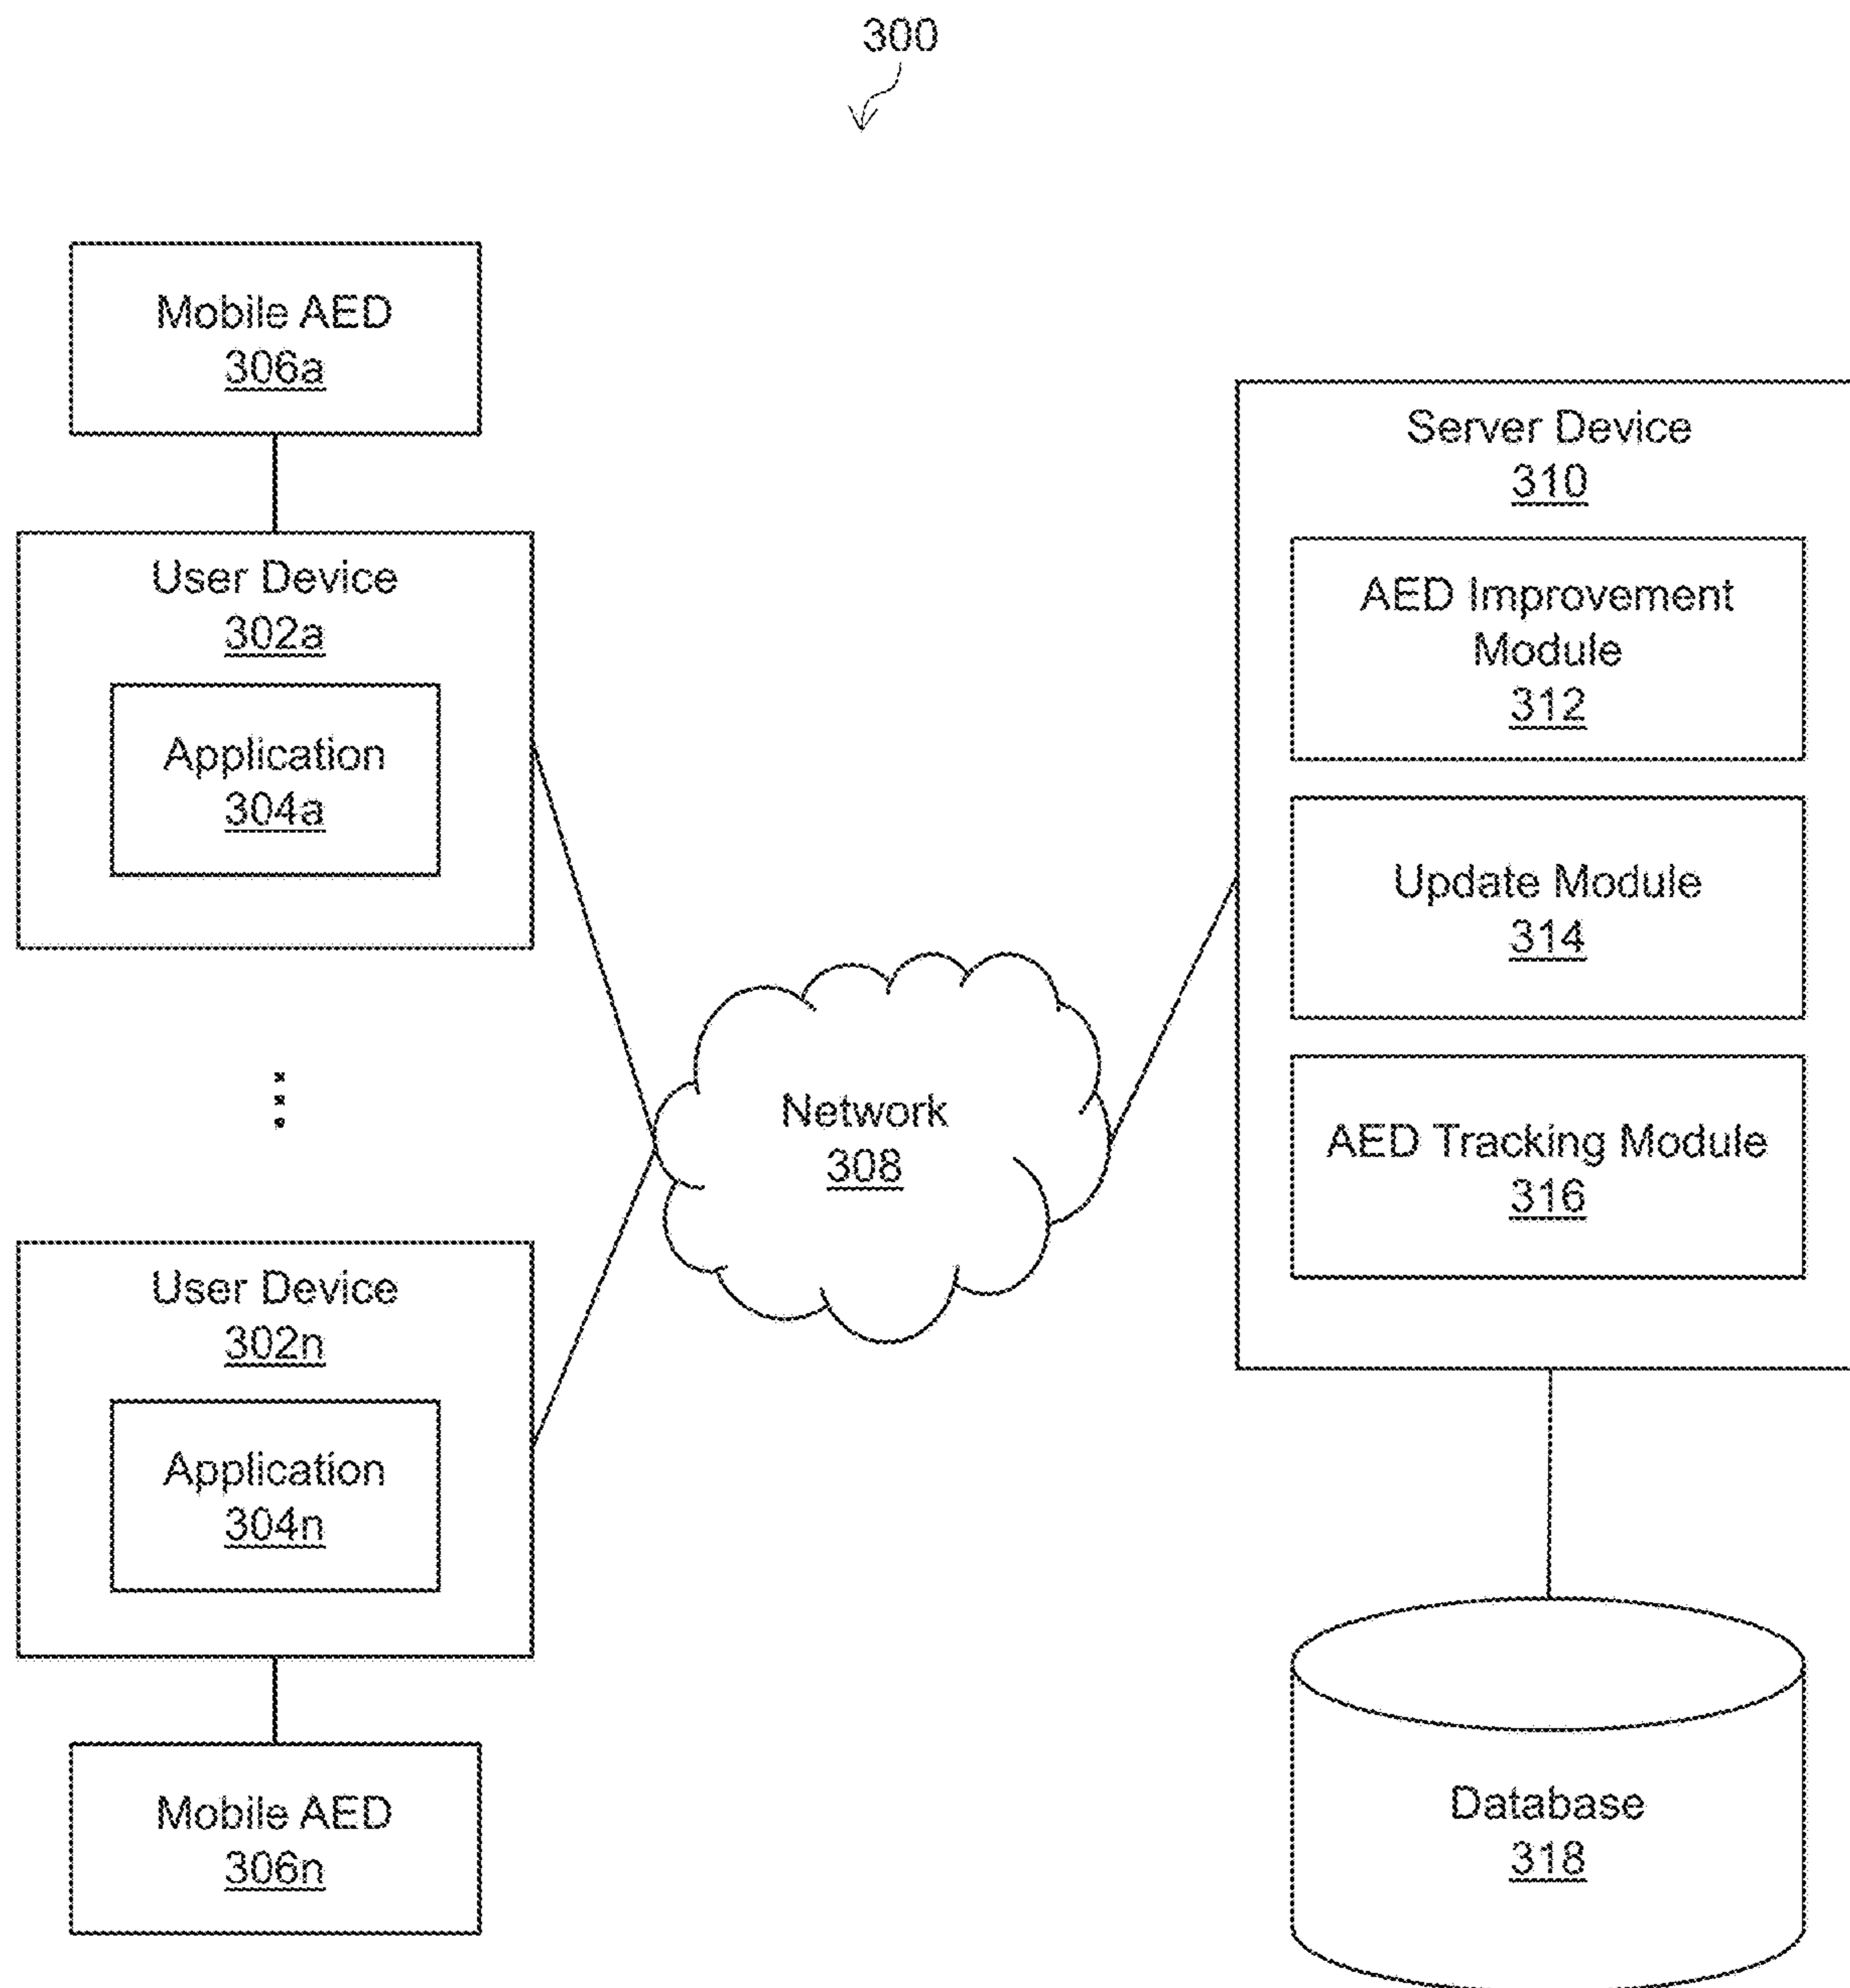 300
Mobile AED
306a
User Device
302a
Application
304a
User Device
302n
Application
304n
Mobile AED
306n
Network
308
Server Device
310
AED Improvement
Module
312
Update Module
314
AED Tracking Module
316
Database
318